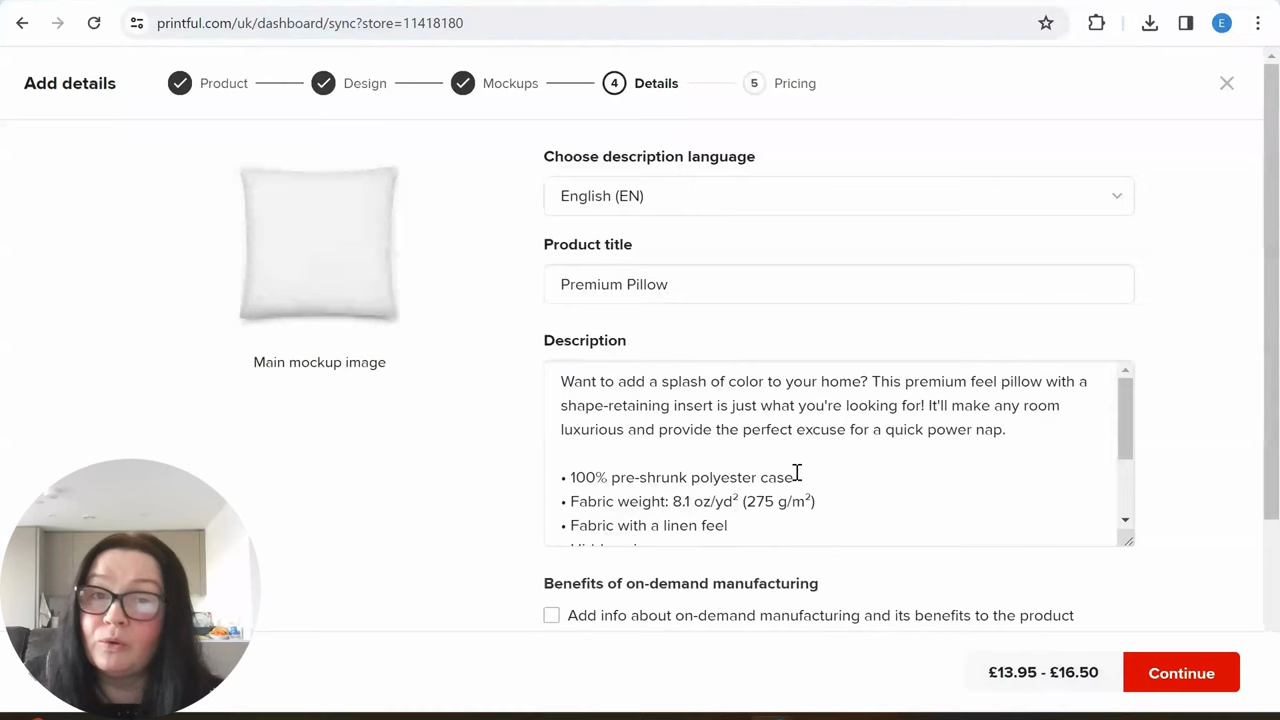 printful.com/uk/dashboard/sync?store=11418180
E
Add details
Product
Design
Mockups
4 Details
5 Pricing
Choose description language
English (EN)
Product title
Premium Pillow
Main mockup image
Description
Want to add a splash of color to your home? This premium feel pillow with a
shape-retaining insert is just what you're looking for! It'll make any room
luxurious and provide the perfect excuse for a quick power nap.
• 100% pre-shrunk polyester case
• Fabric weight: 8.1 oz/yd² (275 g/m²)
• Fabric with a linen feel
Benefits of on-demand manufacturing
Add info about on-demand manufacturing and its benefits to the product
£13.95 - £16.50
Continue